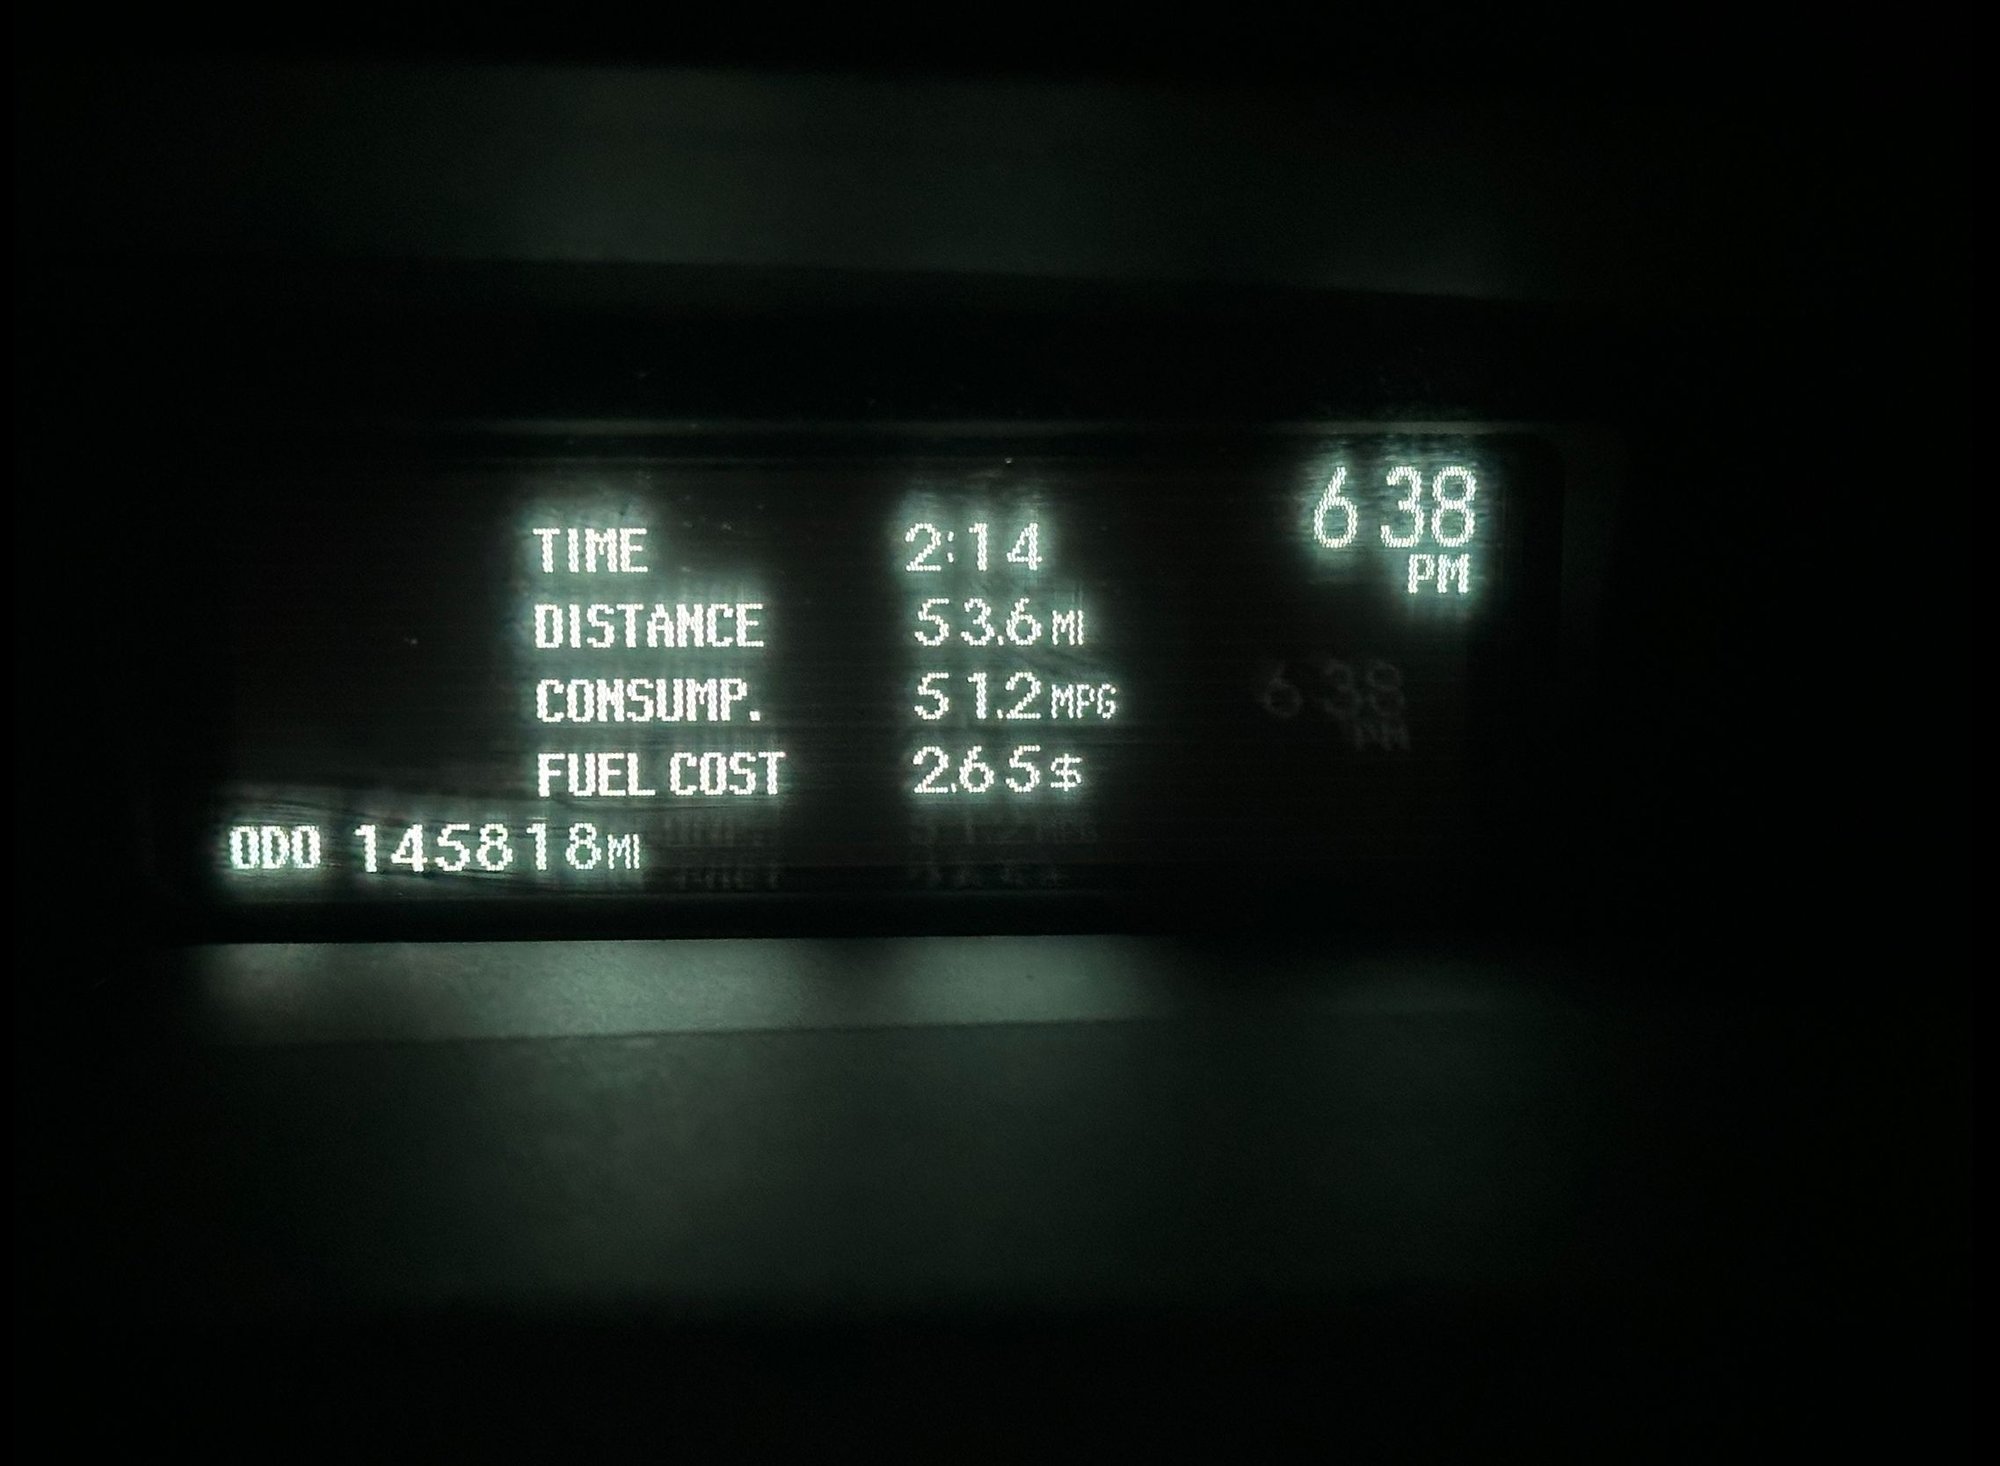 6 38
PM
TIME 2:14
DISTANCE 53.6 MI
CONSUMP. 51.2 MPG
FUEL COST 2.65 $
ODO 145818 MI